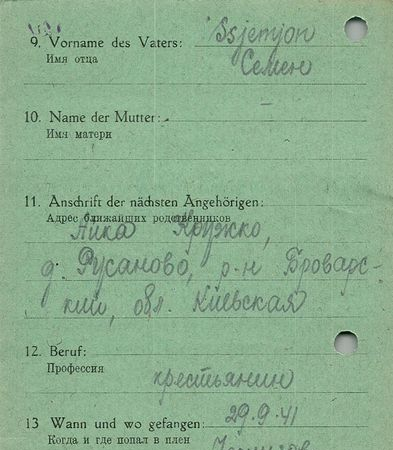 9. Vorname des Vaters: Ssjemjon
Имя отца Семен
10. Name der Mutter: —
Имя матери
11. Anschrift der nächsten Angehörigen:
Адрес ближайших родственников
Кружко,
д. Русаново, р-н Броварс-
кий, обл. Киевская
12. Beruf:
Профессия крестьянин
13 Wann und wo gefangen: 29.9.41
Когда и где попал в плен